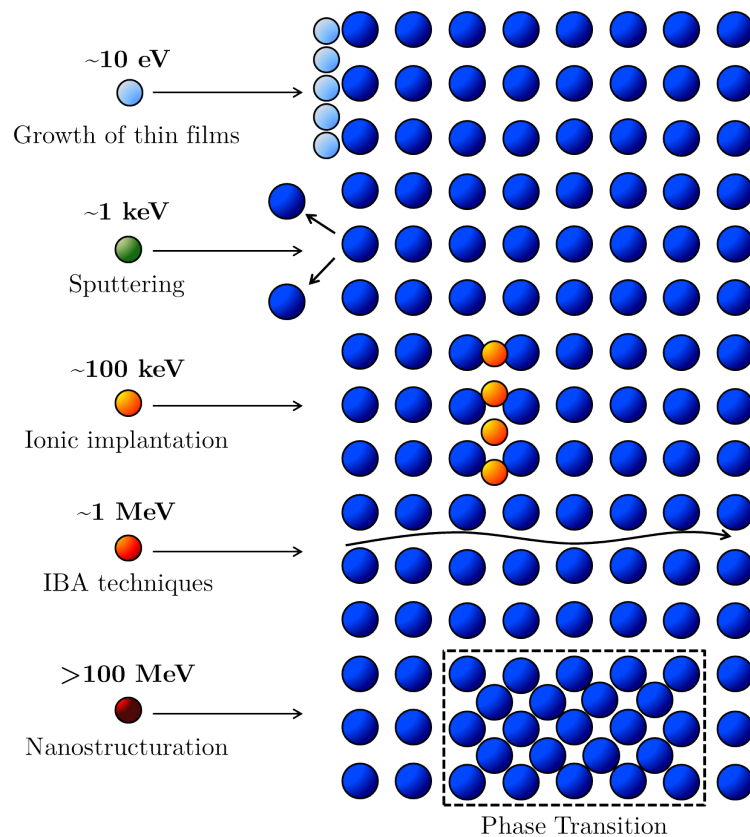 ~10 eV
Growth of thin films
~1 keV
Sputtering
~100 keV
Ionic implantation
~1 MeV
IBA techniques
>100 MeV
Nanostructuration
Phase Transition